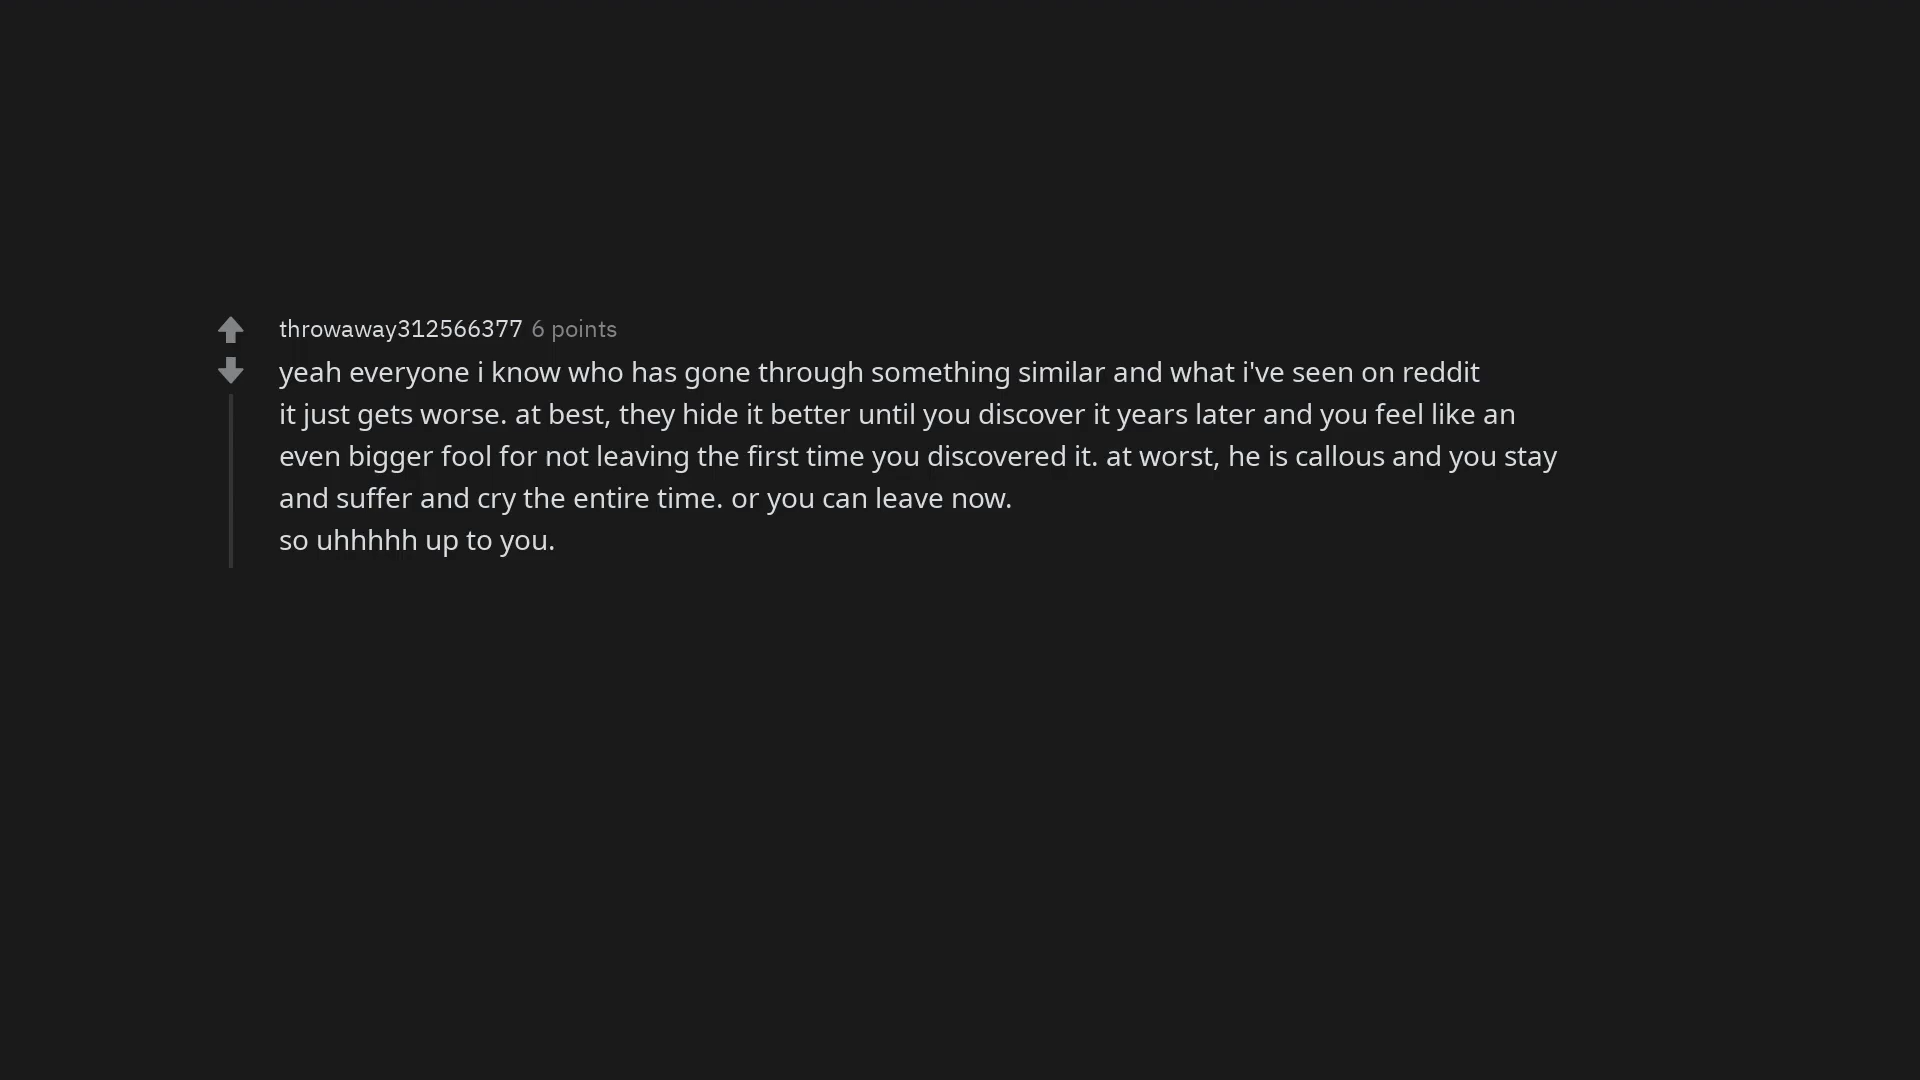 throwaway312566377 6 points
yeah everyone i know who has gone through something similar and what i've seen on reddit
it just gets worse. at best, they hide it better until you discover it years later and you feel like an
even bigger fool for not leaving the first time you discovered it. at worst, he is callous and you stay
and suffer and cry the entire time. or you can leave now.
so uhhhhh up to you.